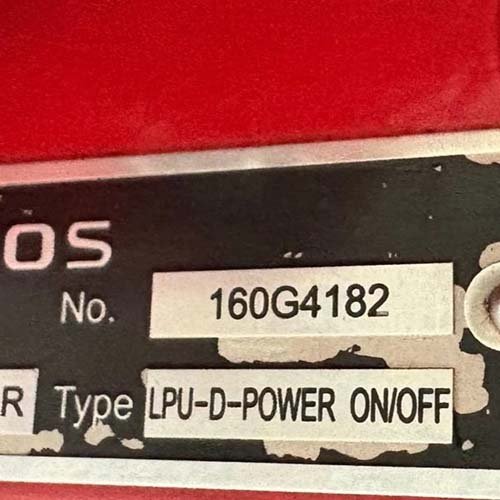 OS
No. 160G4182
R Type LPU-D-POWER ON/OFF